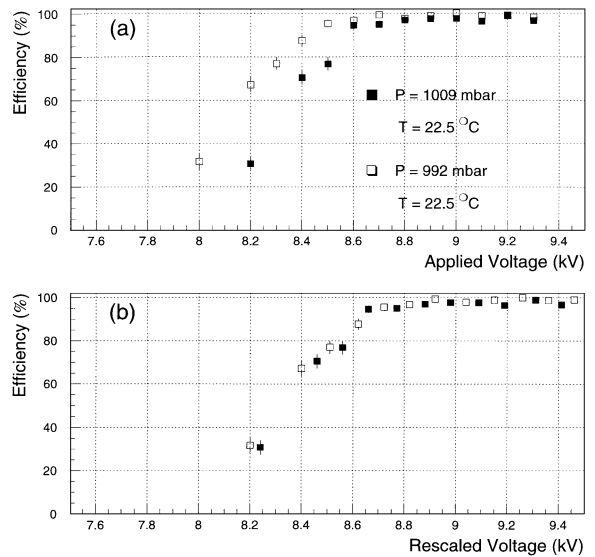 (a)
Efficiency (%)
100
80
60
40
20
0
P = 1009 mbar
T = 22.5 °C
P = 992 mbar
T = 22.5 °C
7.6 7.8 8 8.2 8.4 8.6 8.8 9 9.2 9.4
Applied Voltage (kV)
(b)
Efficiency (%)
100
80
60
40
20
0
7.6 7.8 8 8.2 8.4 8.6 8.8 9 9.2 9.4
Rescaled Voltage (kV)